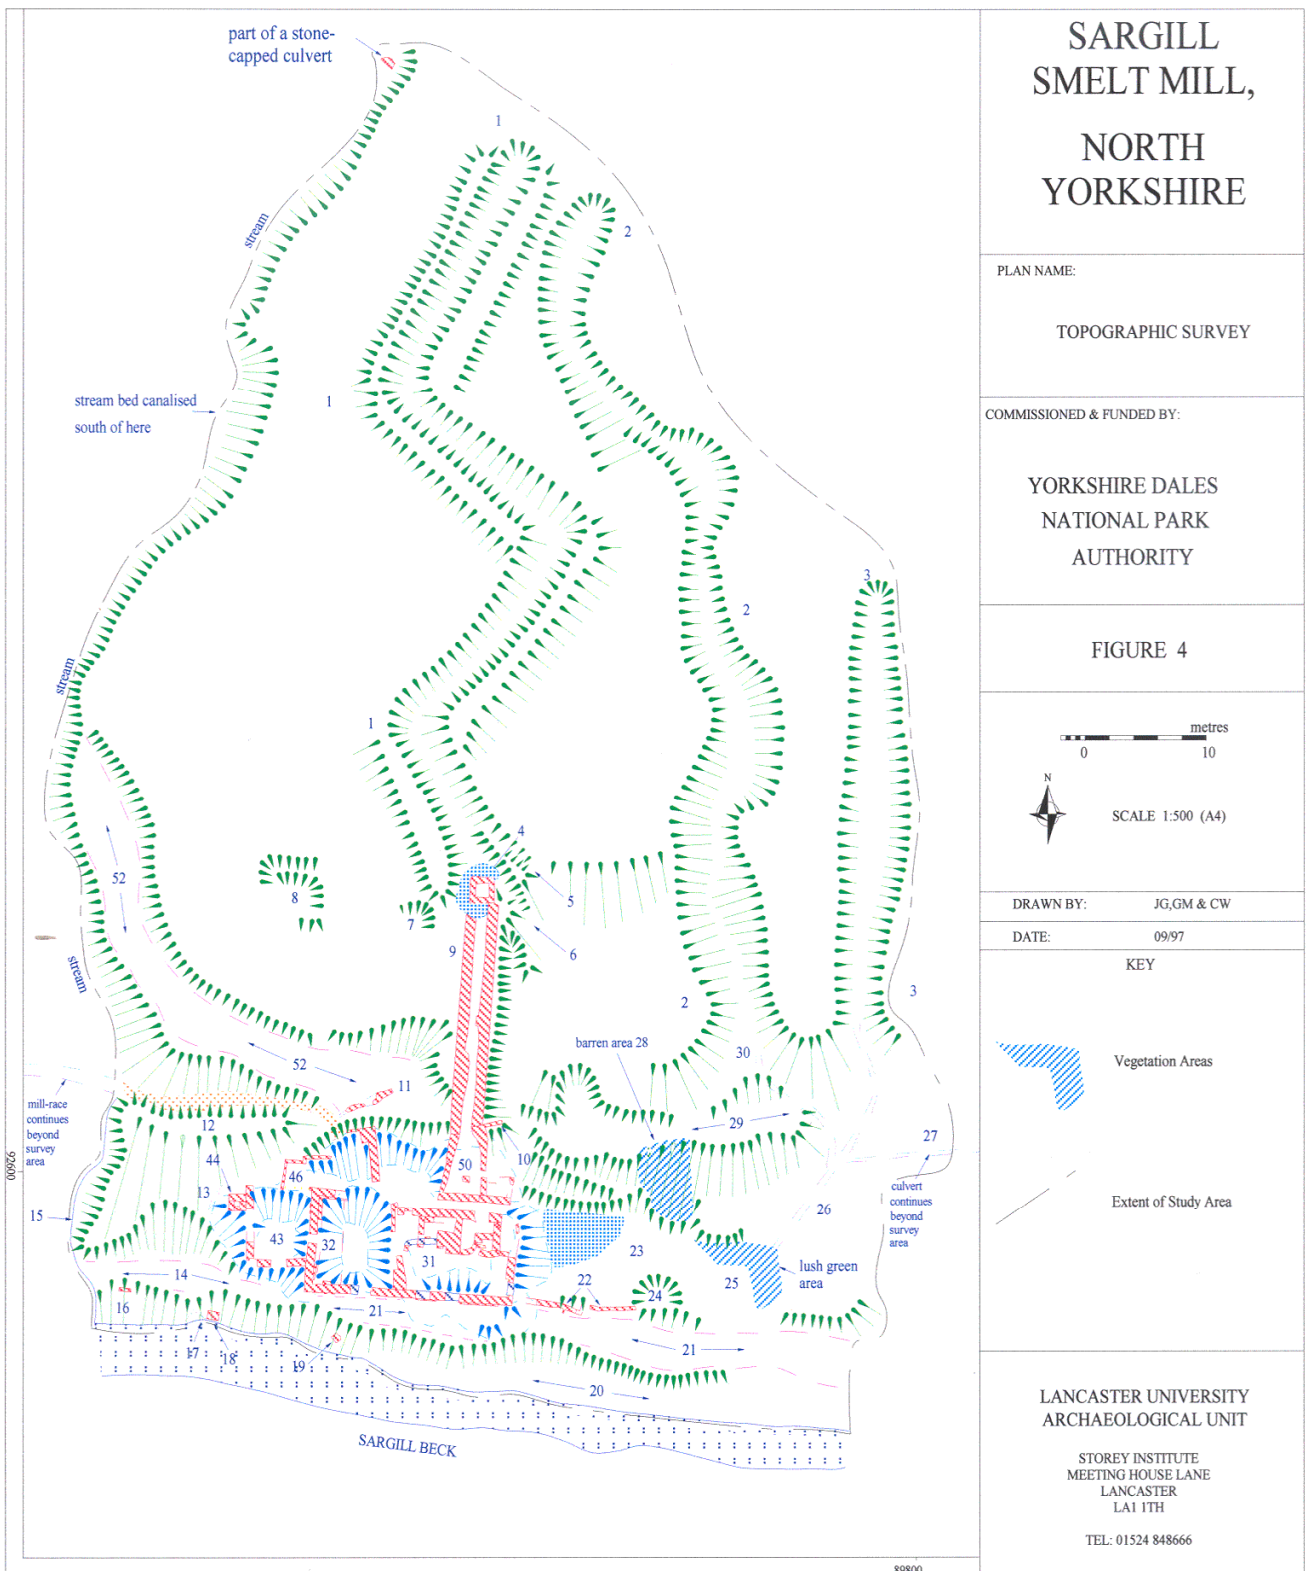 part of a stone-
capped culvert
1
2
stream
stream bed canalised
south of here
1
3
2
stream
1
4
52
8
5
7
9
6
stream
2
3
30
barren area 28
52
11
mill-race
continues
beyond
survey
area
12
29
27
10
50
44
46
13
culvert
continues
beyond
survey
area
15
26
43
32
31
23
lush green
area
14
25
22
24
16
21
17
18
19
21
20
SARGILL BECK
92600
89800
SARGILL
SMELT MILL,
NORTH
YORKSHIRE
PLAN NAME:
TOPOGRAPHIC SURVEY
COMMISSIONED & FUNDED BY:
YORKSHIRE DALES
NATIONAL PARK
AUTHORITY
FIGURE 4
metres
0 10
N
SCALE 1:500 (A4)
DRAWN BY: JG,GM & CW
DATE: 09/97
KEY
Vegetation Areas
Extent of Study Area
LANCASTER UNIVERSITY
ARCHAEOLOGICAL UNIT
STOREY INSTITUTE
MEETING HOUSE LANE
LANCASTER
LA1 1TH
TEL: 01524 848666